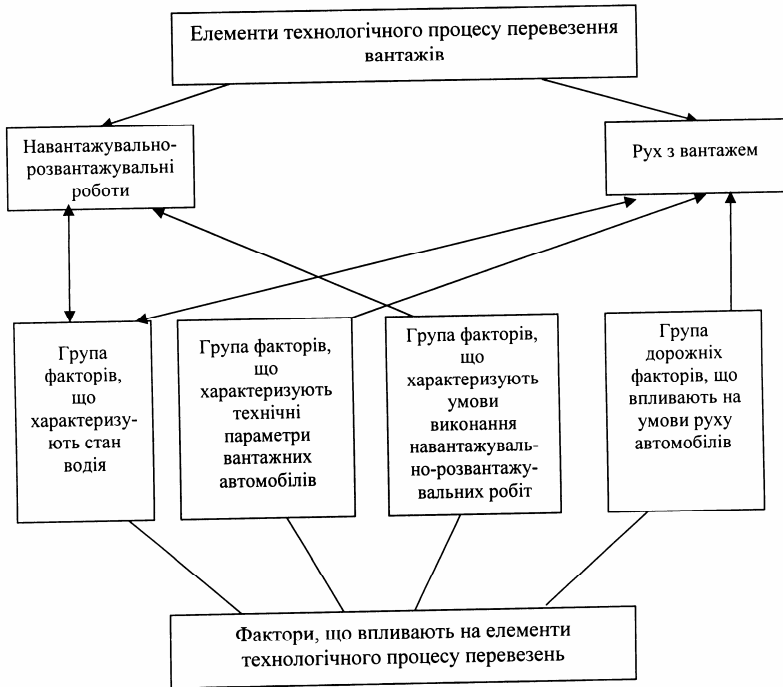 Елементи технологічного процесу перевезення
вантажів
Навантажувально-
розвантажувальні
роботи
Рух з вантажем
Група
факторів,
що
характеризу-
ють стан
водія
Група факторів,
що
характеризують
технічні
параметри
вантажних
автомобілів
Група факторів,
що
характеризують
умови
виконання
навантажуваль-
но-розвантажу-
вальних робіт
Група
дорожніх
факторів, що
впливають на
умови руху
автомобілів
Фактори, що впливають на елементи
технологічного процесу перевезень